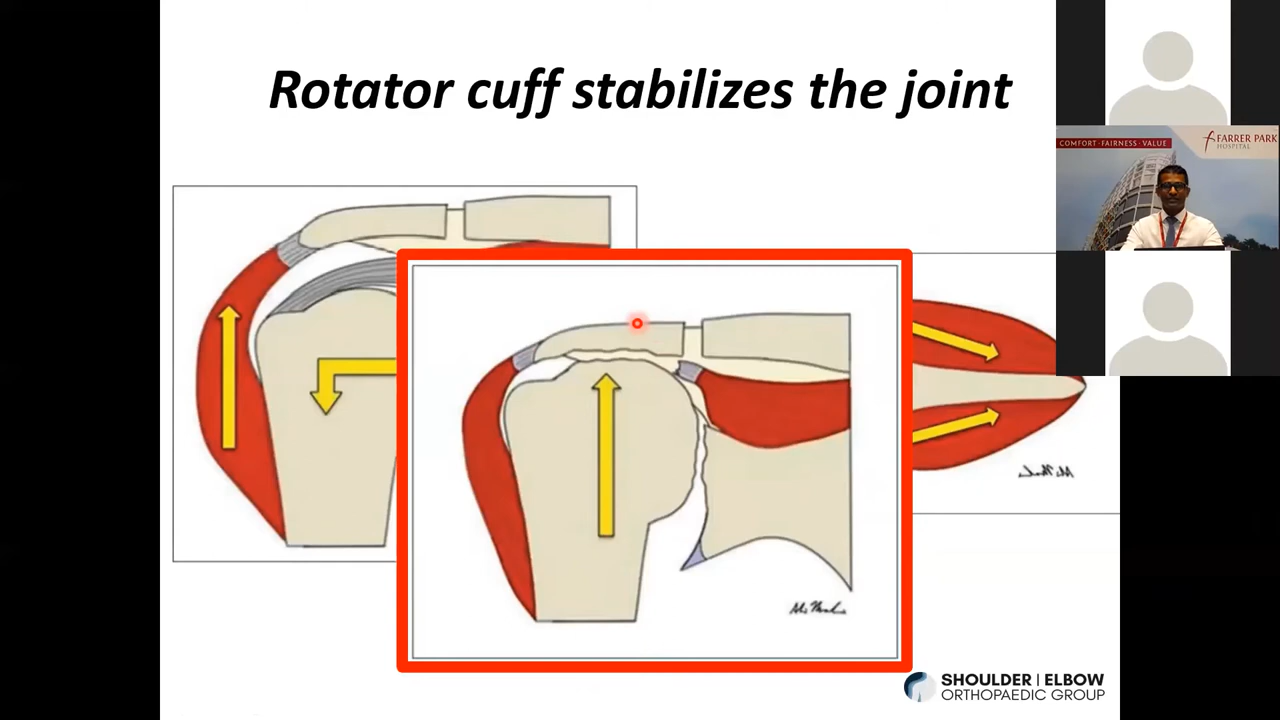 Rotator cuff stabilizes the joint
COMFORT · FAIRNESS · VALUE
FARRER PARK
HOSPITAL
SHOULDER | ELBOW
ORTHOPAEDIC GROUP